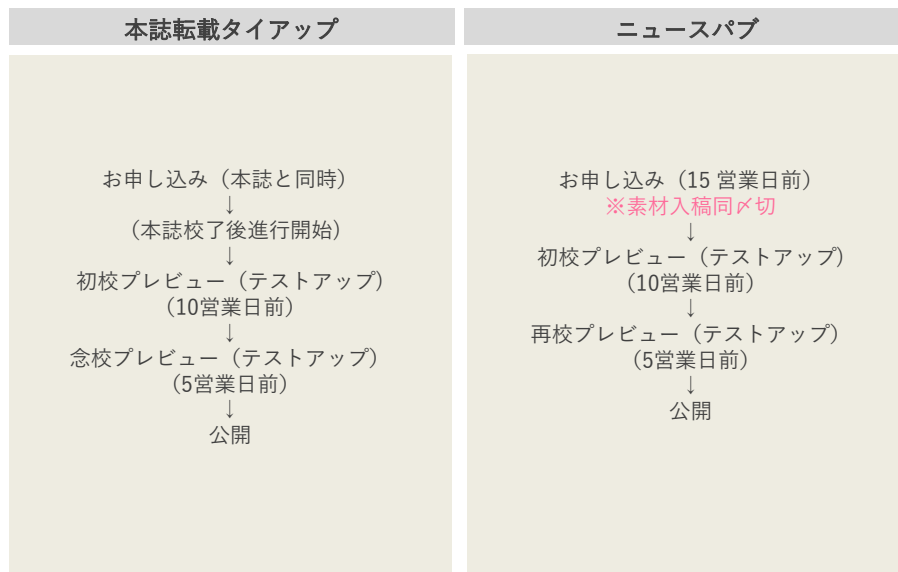 本誌転載タイアップ
お申し込み（本誌と同時）
↓
（本誌校了後進行開始）
↓
初校プレビュー（テストアップ）
（10営業日前）
↓
念校プレビュー（テストアップ）
（5営業日前）
↓
公開
ニュースパブ
お申し込み（15 営業日前）
※素材入稿同〆切
↓
初校プレビュー（テストアップ）
（10営業日前）
↓
再校プレビュー（テストアップ）
（5営業日前）
↓
公開